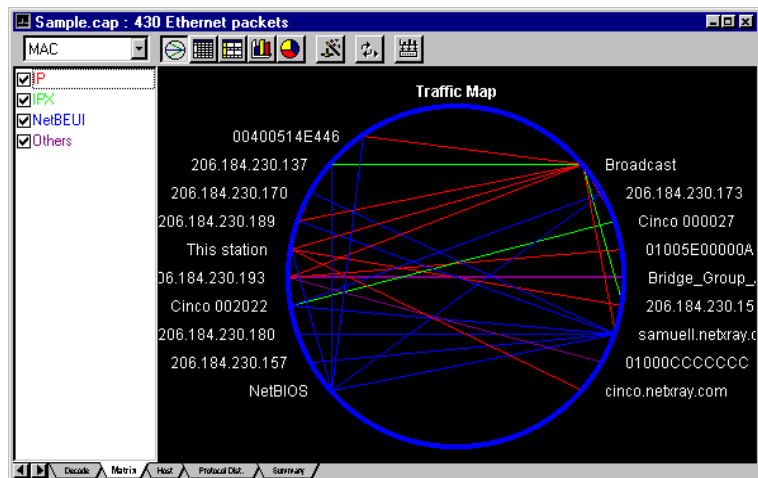 Sample.cap : 430 Ethernet packets
MAC
IP
IPX
NetBEUI
Others
Traffic Map
00400514E446
206.184.230.137
206.184.230.170
206.184.230.189
This station
06.184.230.193
Cinco 002022
206.184.230.180
206.184.230.157
NetBIOS
Broadcast
206.184.230.173
Cinco 000027
01005E00000A
Bridge_Group_
206.184.230.15
samuell.netxray.c
01000CCCCCCC
cinco.netxray.com
Decode Matrix Host Protocol Dist. Summary